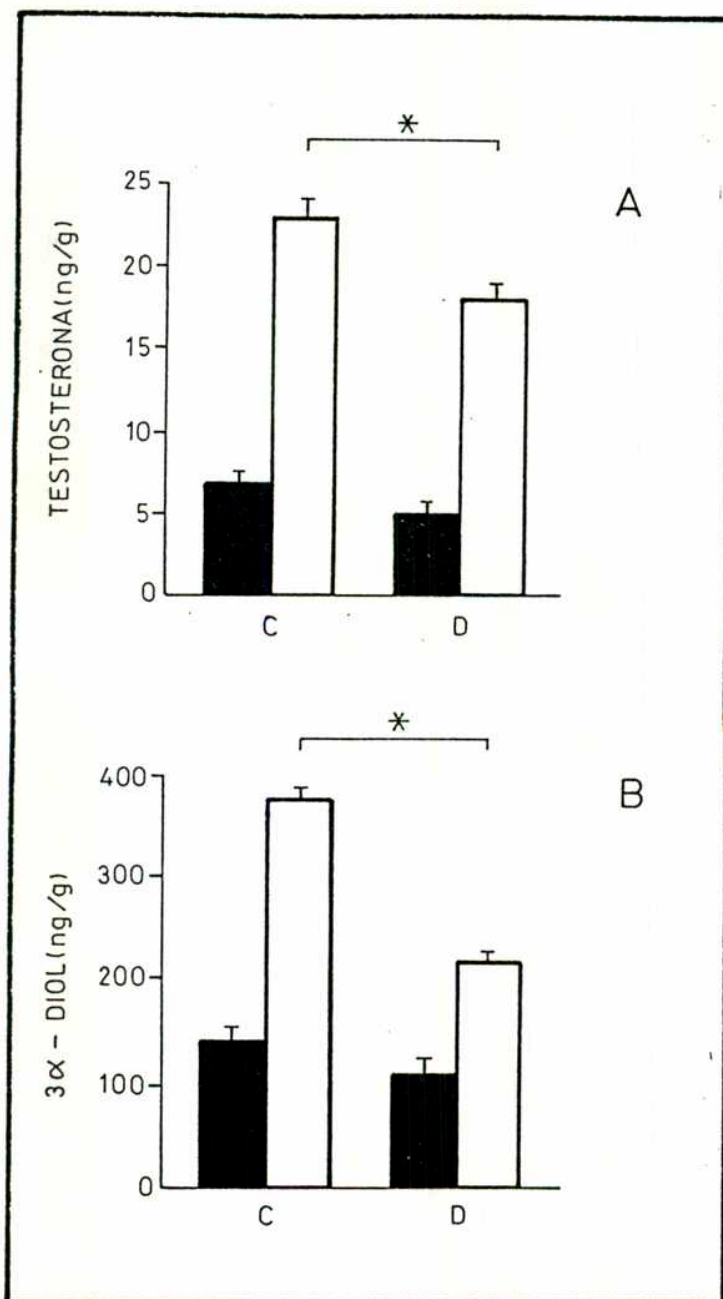 *
A
TESTOSTERONA(ng/g)
25
20
15
10
5
0
C D
*
B
3α - DIOL(ng/g)
400
300
200
100
0
C D